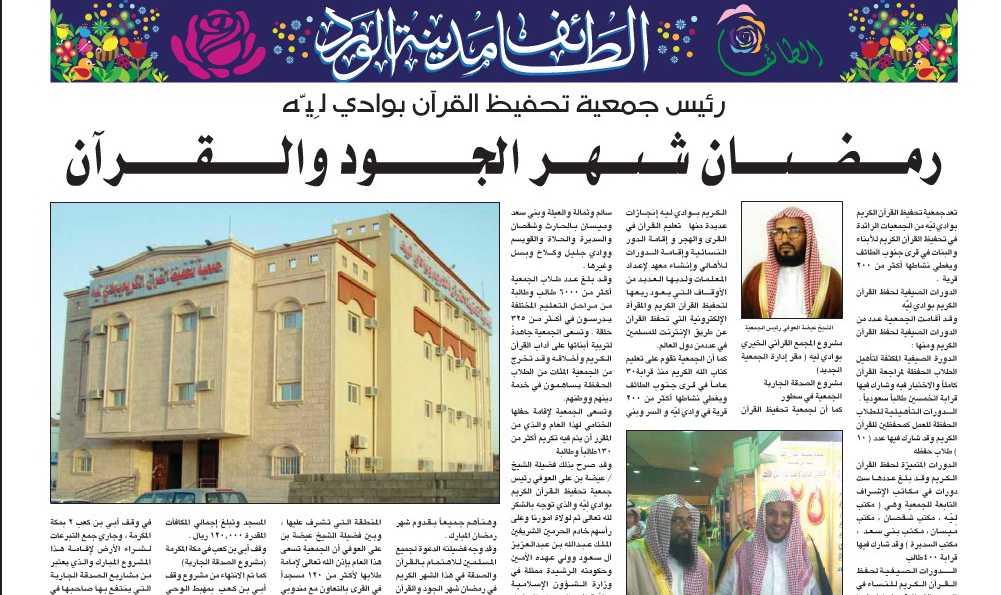 الطائف مدينة الورد
الطائف
رئيس جمعية تحفيظ القرآن بوادي ليّه
رمضان شهر الجود والقرآن
تعد جمعية تحفيظ القرآن الكريم
بوادي ليّه من الجمعيات الرائدة
في تحفيظ القرآن الكريم للأبناء
والبنات في قرى جنوب الطائف
ويغطي نشاطها أكثر من ٢٠٠
قرية .
الدورات الصيفية لحفظ القرآن
الكريم بوادي ليّه
وقد أقامت الجمعية عدد من
الدورات الصيفية لحفظ القرآن
الكريم ومنها :
الدورة الصيفية المكثفة لتأهيل
الطلاب الحفظة لمراجعة القرآن
كاملاً والاختبار فيه وشارك فيها
قرابة الخمسين طالباً سعودياً .
الدورات التأهيلية للطلاب
الحفظة للعمل كمحفظين للقرآن
الكريم وقد شارك فيها عدد ( ١٠
) طلاب حفظه
الدورات المتميزة لحفظ القرآن
الكريم وقد بلغ عددها ست
دورات في مكاتب الإشراف
التابعة للجمعية وهي ( مكتب
ليّه ، مكتب شقصان ، مكتب
ميسان ، مكتب بني سعد ،
مكتب السديرة ) وقد شارك فيها
قرابة ٤٠٠ طالب
الدورات الصيفية لحفظ
القرآن الكريم للنساء في
الشيخ عيضة العوفي رئيس الجمعية
مشروع المجمع القرآني الخيري
بوادي ليه ( مقر إدارة الجمعية
الجديد)
مشروع الصدقة الجارية
الجمعية في سطور
كما أن لجمعية تحفيظ القرآن
الكريم بوادي ليه إنجازات
عديدة منها تعليم القرآن في
القرى والهجر و إقامة الدور
النسائية وإقامة الدورات
للأهالي وإنشاء معهد لإعداد
المعلمات ولديها العديد من
الأوقاف التي يعود ريعها
لتحفيظ القرآن الكريم والمقرأة
الإلكترونية التي تحفظ القرآن
عن طريق الإنترنت للمسلمين
في عدد من دول العالم.
كما أن الجمعية تقوم على تعليم
كتاب الله الكريم منذ قرابة ٣٠
عاماً في قرى جنوب الطائف
ويغطي نشاطها أكثر من ٢٠٠
قرية في وادي ليّه و السر وبني
سالم وثمالة والعيلة وبني سعد
وميسان بالحارث وشقصان
والسديرة والحلاة والقويسم
ووادي جليل وكلاخ وبسل
وغيرها .
وقد بلغ عدد طلاب الجمعية
أكثر من ٦٠٠٠ طالب وطالبة
من مراحل التعليم المختلفة
يدرسون في أكثر من ٣٢٥
حلقة . وتسعى الجمعية جاهدة
لتربية أبنائها على آداب القرآن
الكريم وأخلاقه وقد تخرج
من الجمعية المئات من الطلاب
الحفظة يساهمون في خدمة
دينهم ووطنهم.
وتسعى الجمعية لإقامة حفلها
الختامي لهذا العام والذي من
المقرر أن يتم فيه تكريم أكثر من
١٣٠ طالباً وطالبة
وقد صرح بذلك فضيلة الشيخ
/ عيضة بن علي العوفي رئيس
جمعية تحفيظ القرآن الكريم
بوادي ليّه والذي توجه بالشكر
لله تعالى ثم لولاة أمورنا وعلى
رأسهم خادم الحرمين الشريفين
الملك عبدالله بن عبدالعزيز
آل سعود وولي عهده الأمين
وحكومته الرشيدة ممثلة في
وزارة الشؤون الإسلامية
جمعية تحفيظ القرآن الكريم بوادي ليه
وهنأهم جميعاً بقدوم شهر
رمضان المبارك .
وقد وجه فضيلته الدعوة لجميع
المسلمين للاهتمام بالقرآن
والصدقة في هذا الشهر الكريم
في رمضان شهر الجود والقرآن
المنطقة التي تشرف عليها ،
وبين فضيلة الشيخ عيضة بن
علي العوفي أن الجمعية تسعى
هذا العام بإذن الله تعالى لإمامة
طلابها لأكثر من ١٢٠ مسجداً
في القرى بالتعاون مع مندوبي
المسجد وتبلغ إجمالي المكافآت
المقدرة ١٢٠,٠٠٠ ريال .
وقف أبي بن كعب في مكة المكرمة
(مشروع الصدقة الجارية)
كما تم الانتهاء من مشروع وقف
أبي بن كعب بمهبط الوحي
في وقف أبي بن كعب ٢ بمكة
المكرمة ، وجاري جمع التبرعات
لشراء الأرض لإقامة هذا
المشروع المبارك والذي يعتبر
من مشاريع الصدقة الجارية
التي ينتفع بها صاحبها في